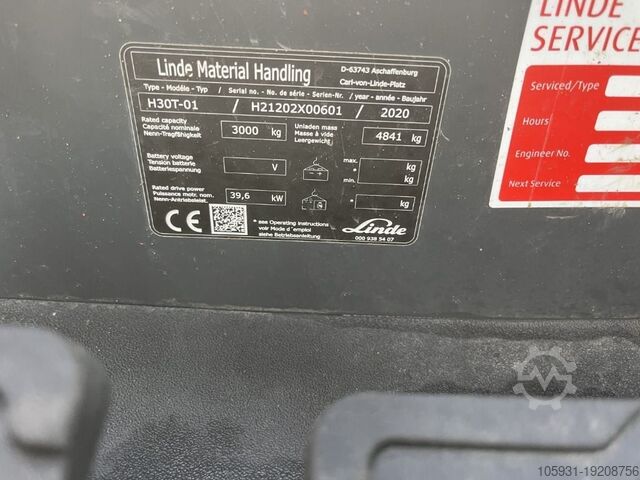 Linde Material Handling
D-63743 Aschaffenburg
Carl-von-Linde-Platz
Type - Modéle - Typ / Serial no. - No. de série - Serien-Nr. / year - année - Baujahr
H30T-01 / H21202X00601 / 2020
Rated capacity
Capacité nominale
Nenn-Tragfähigkeit
3000 kg
Unladen mass
Masse à vide
Leergewicht
4841 kg
Battery voltage
Tension batterie
Batteriespannung
V
max.
*
min.
kg
kg
Rated drive power
Puissance motr. nom.
Nenn-Antriebsleist.
39,6 kW
kg
CE
* see Operating instructions
voir Mode d'emploi
siehe Betriebsanleitung
Linde
000 938 54 07
LINDE
SERVICE
Serviced/Type
Hours
Engineer No.
Next Service
105931-19208756